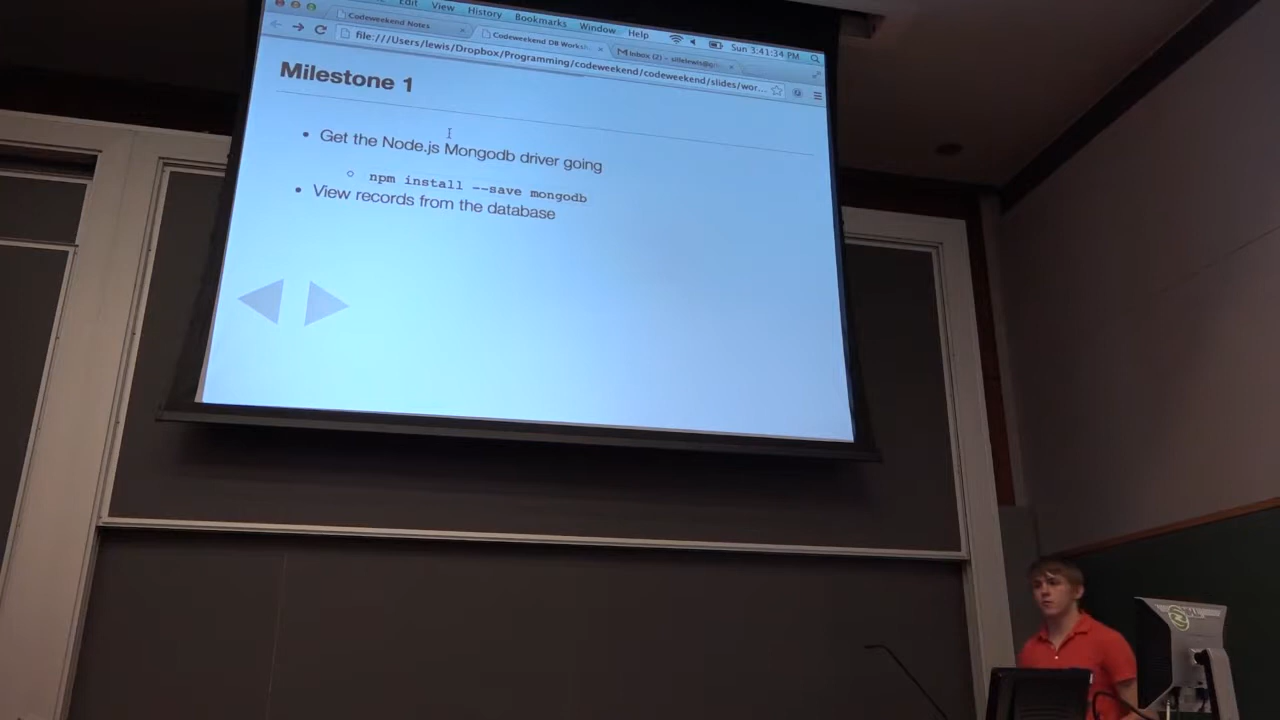 Edit View History Bookmarks Window Help Sun 3:41:34 PM
Codeweekend Notes Codeweekend DB Worksh Inbox (2)
file:///Users/lewis/Dropbox/Programming/codeweekend/codeweekend/slides/wor...
Milestone 1
• Get the Node.js Mongodb driver going
○ npm install --save mongodb
• View records from the database